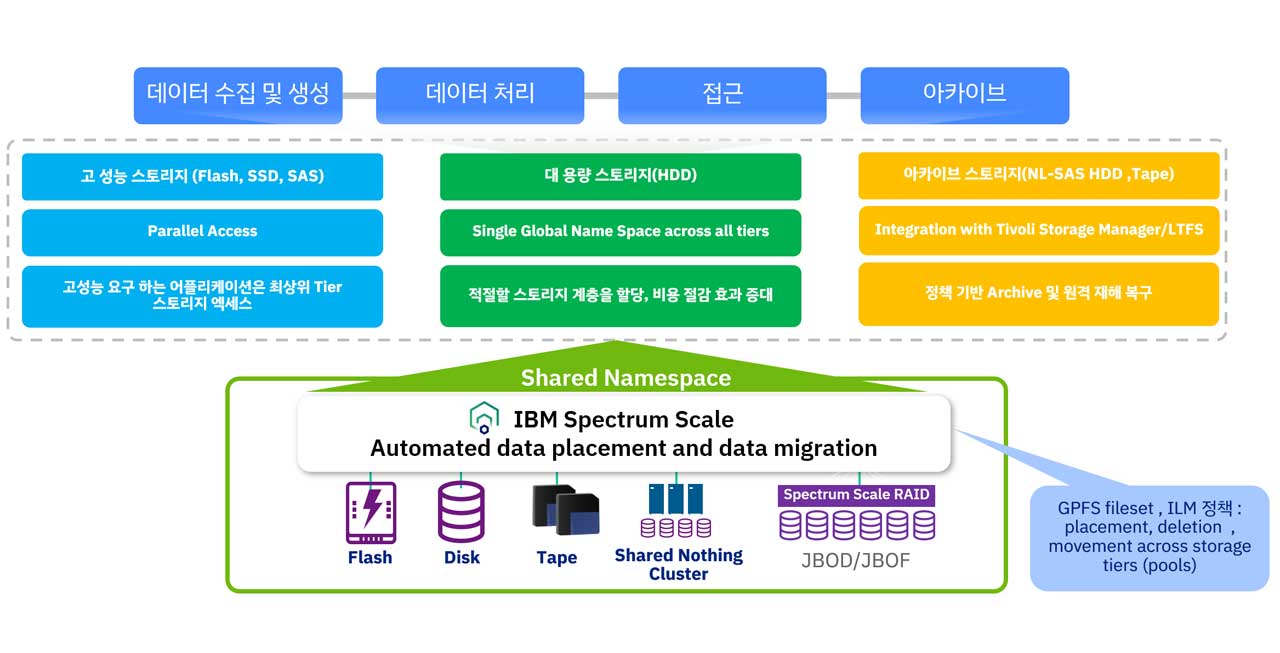 데이터 수집 및 생성
데이터 처리
접근
아카이브
고 성능 스토리지 (Flash, SSD, SAS)
Parallel Access
고성능 요구 하는 어플리케이션은 최상위 Tier
스토리지 엑세스
대 용량 스토리지(HDD)
Single Global Name Space across all tiers
적절할 스토리지 계층을 할당, 비용 절감 효과 증대
아카이브 스토리지(NL-SAS HDD ,Tape)
Integration with Tivoli Storage Manager/LTFS
정책 기반 Archive 및 원격 재해 복구
Shared Namespace
IBM Spectrum Scale
Automated data placement and data migration
Flash
Disk
Tape
Shared Nothing
Cluster
Spectrum Scale RAID
JBOD/JBOF
GPFS fileset , ILM 정책 :
placement, deletion  ,
movement across storage
tiers (pools)